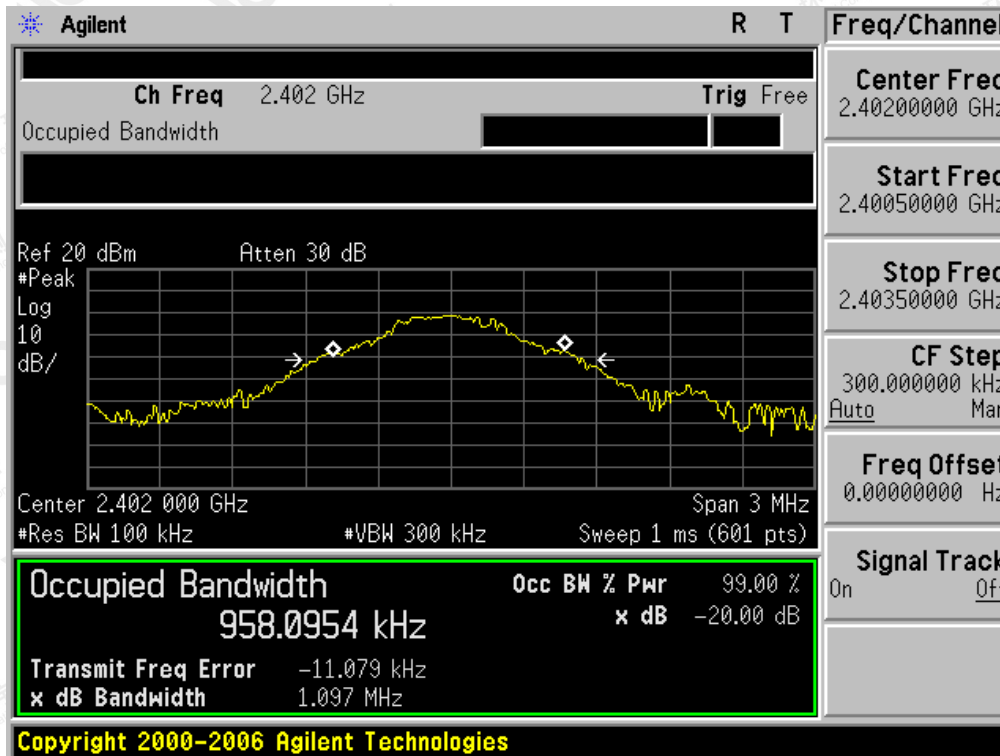 Agilent R T
Ch Freq 2.402 GHz Trig Free
Occupied Bandwidth
Ref 20 dBm Atten 30 dB
#Peak
Log
10
dB/
Center 2.402 000 GHz Span 3 MHz
#Res BW 100 kHz #VBW 300 kHz Sweep 1 ms (601 pts)
Occupied Bandwidth
958.0954 kHz
Occ BW % Pwr 99.00 %
x dB -20.00 dB
Transmit Freq Error -11.079 kHz
x dB Bandwidth 1.097 MHz
Copyright 2000-2006 Agilent Technologies
Freq/Channel
Center Freq
2.40200000 GHz
Start Freq
2.40050000 GHz
Stop Freq
2.40350000 GHz
CF Step
300.000000 kHz
Auto Man
Freq Offset
0.00000000 Hz
Signal Track
On Off